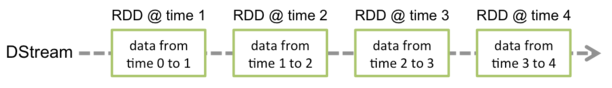 RDD @ time 1 RDD @ time 2 RDD @ time 3 RDD @ time 4
DStream
data from data from data from data from
time 0 to 1 time 1 to 2 time 2 to 3 time 3 to 4